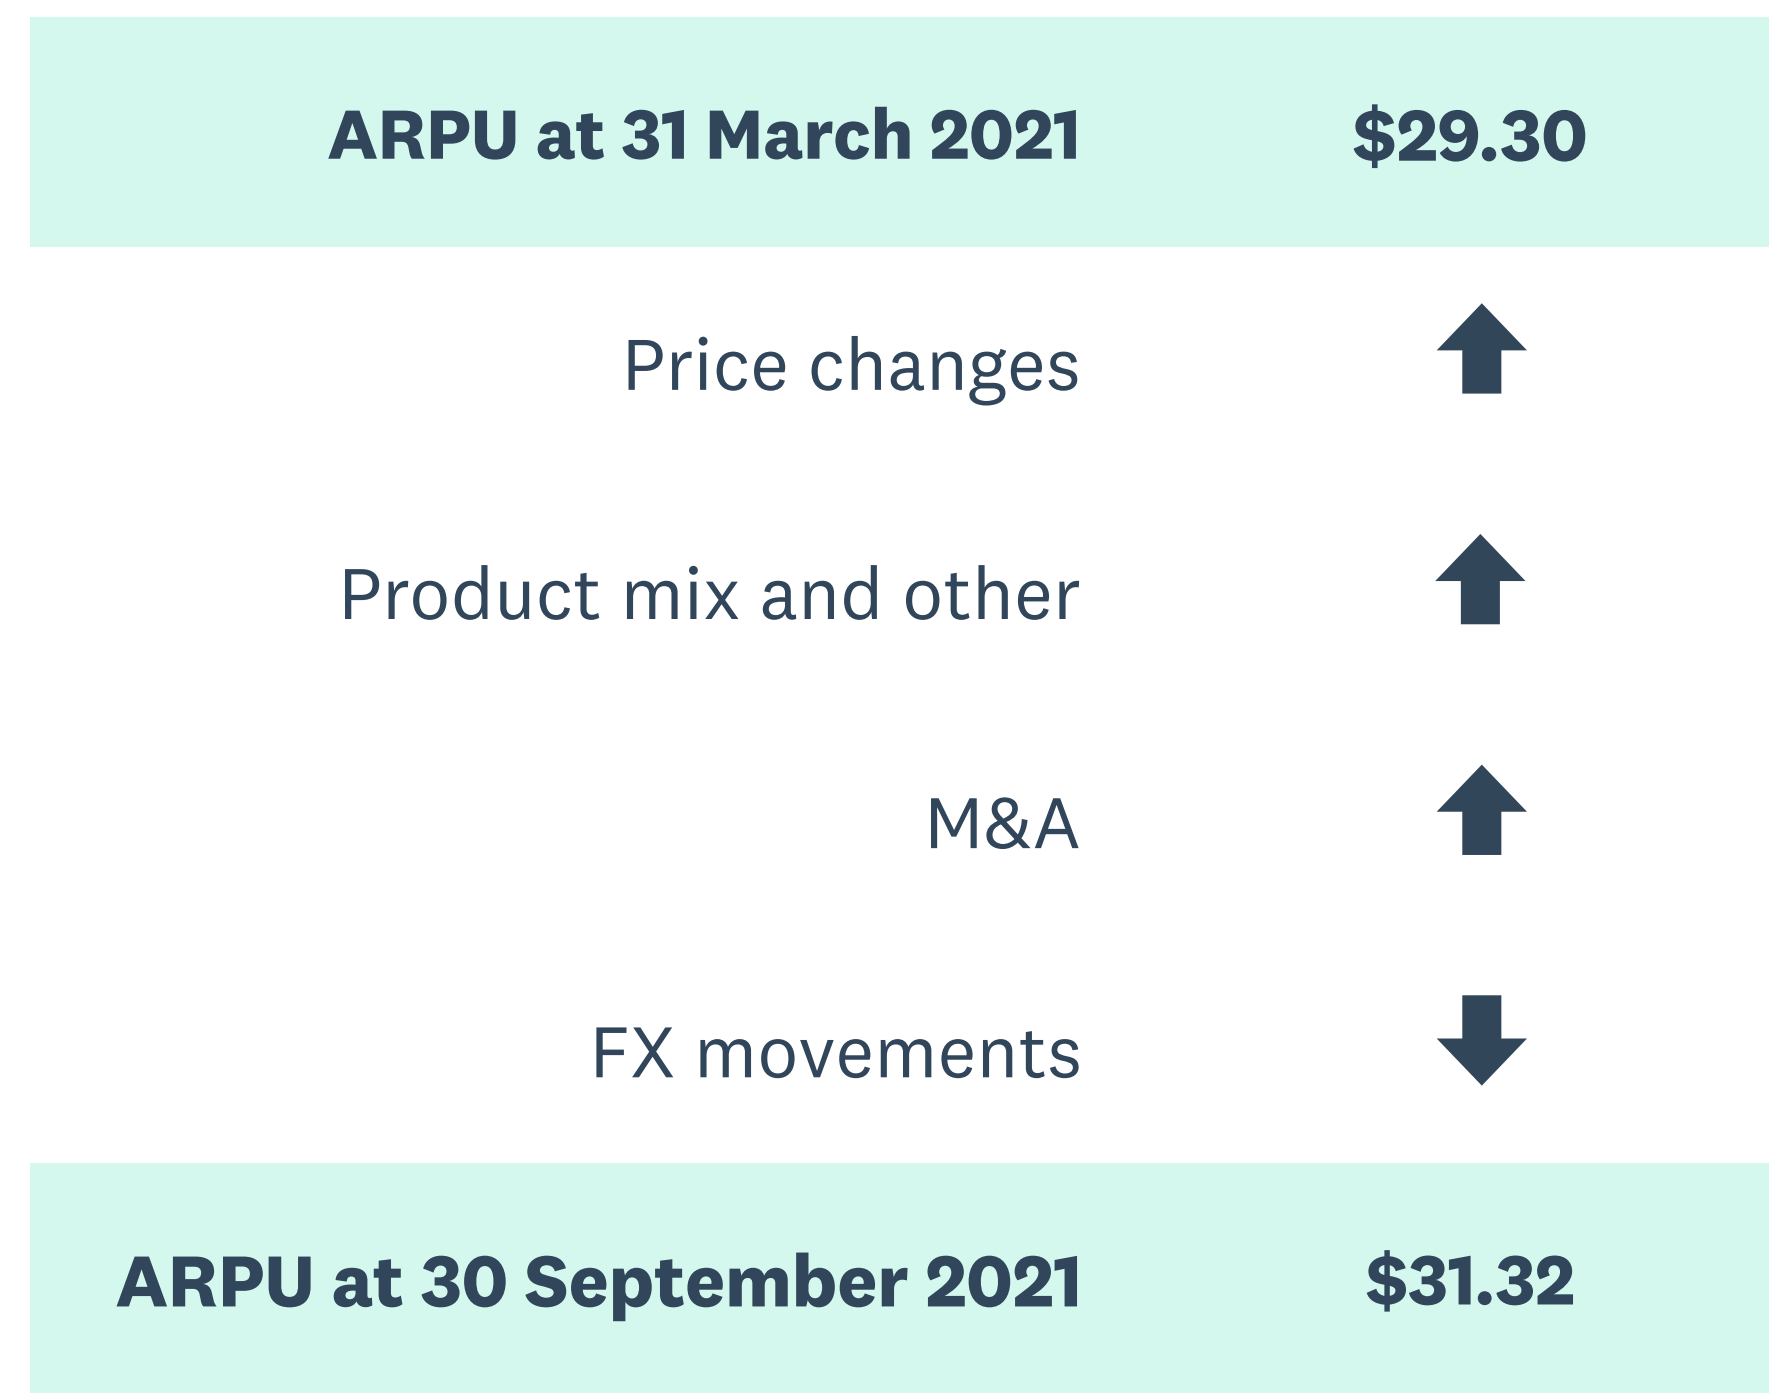 ARPU at 31 March 2021 $29.30
Price changes
Product mix and other
M&A
FX movements
ARPU at 30 September 2021 $31.32